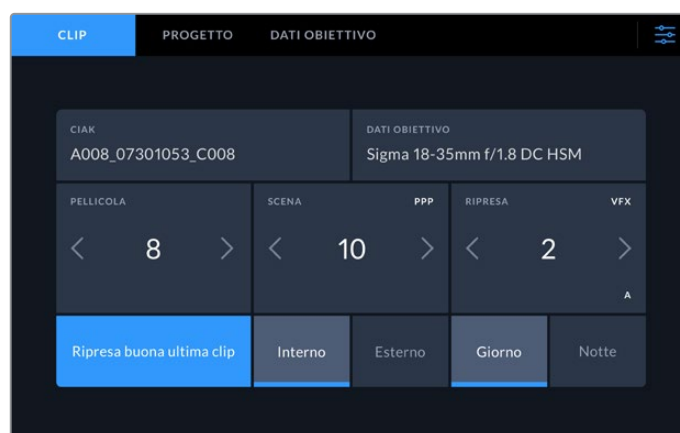 CLIP PROGETTO DATI OBIETTIVO
CIAK DATI OBIETTIVO
A008_07301053_C008 Sigma 18-35mm f/1.8 DC HSM
PELLICOLA SCENA PPP RIPRESA VFX
8 10 2
A
Ripresa buona ultima clip Interno Esterno Giorno Notte